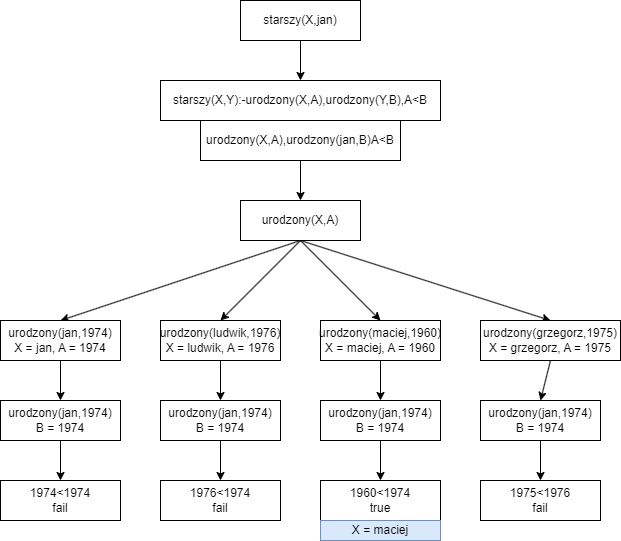 starszy(X,jan)
starszy(X,Y):-urodzony(X,A),urodzony(Y,B),A<B
urodzony(X,A),urodzony(jan,B)A<B
urodzony(X,A)
urodzony(jan,1974)
X = jan, A = 1974
urodzony(ludwik,1976)
X = ludwik, A = 1976
urodzony(maciej,1960)
X = maciej, A = 1960
urodzony(grzegorz,1975)
X = grzegorz, A = 1975
urodzony(jan,1974)
B = 1974
urodzony(jan,1974)
B = 1974
urodzony(jan,1974)
B = 1974
urodzony(jan,1974)
B = 1974
1974<1974
fail
1976<1974
fail
1960<1974
true
1975<1976
fail
X = maciej